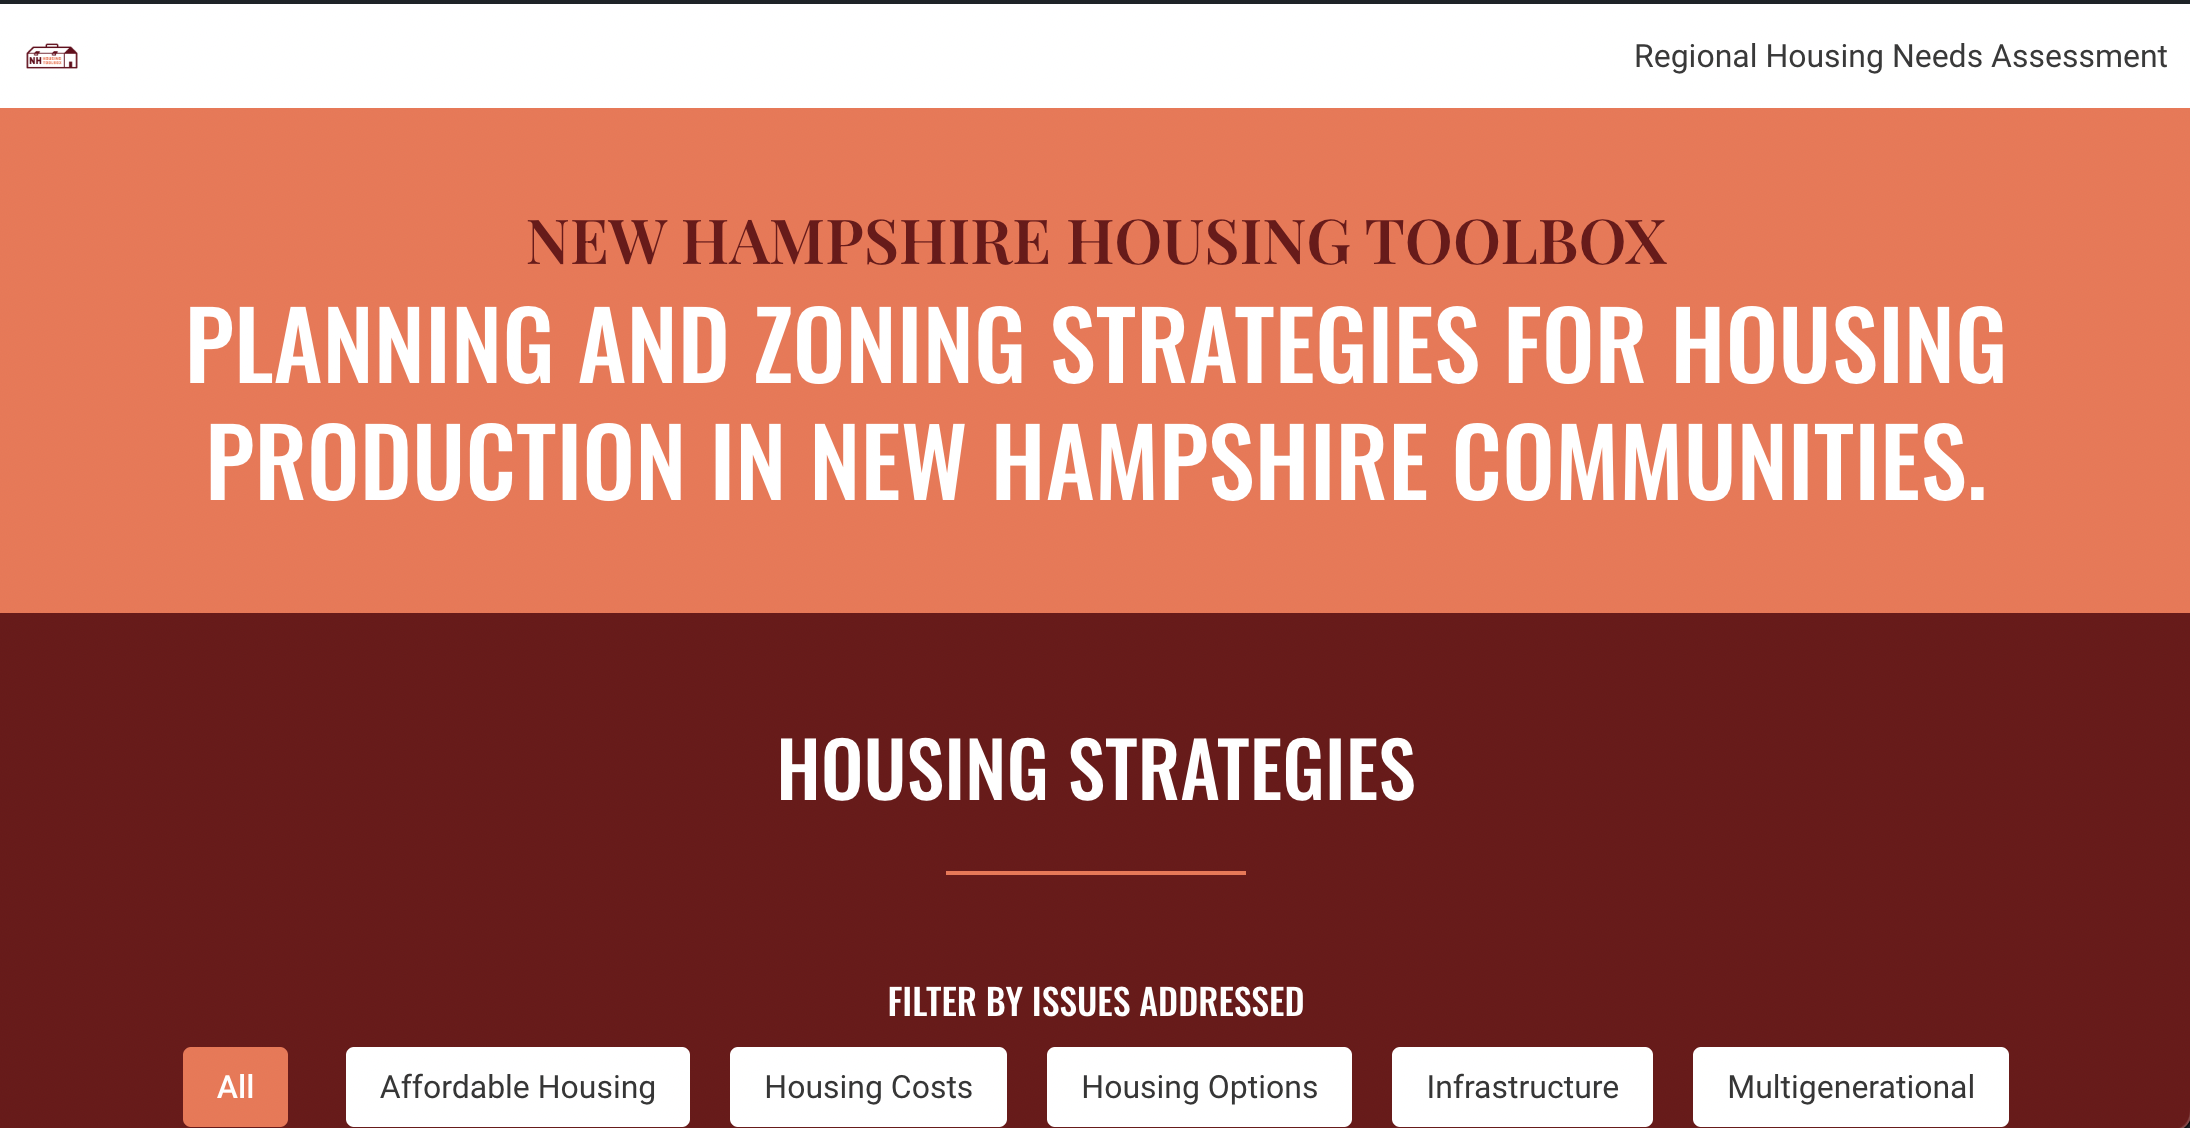 NH
Regional Housing Needs Assessment
NEW HAMPSHIRE HOUSING TOOLBOX
PLANNING AND ZONING STRATEGIES FOR HOUSING
PRODUCTION IN NEW HAMPSHIRE COMMUNITIES.
HOUSING STRATEGIES
FILTER BY ISSUES ADDRESSED
All
Affordable Housing
Housing Costs
Housing Options
Infrastructure
Multigenerational